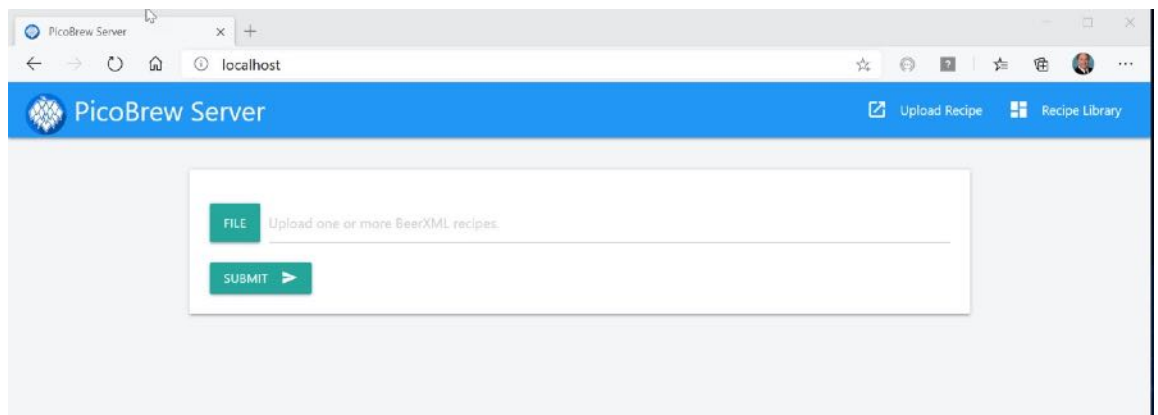 PicoBrew Server
localhost
PicoBrew Server
Upload Recipe
Recipe Library
FILE
Upload one or more BeerXML recipes.
SUBMIT